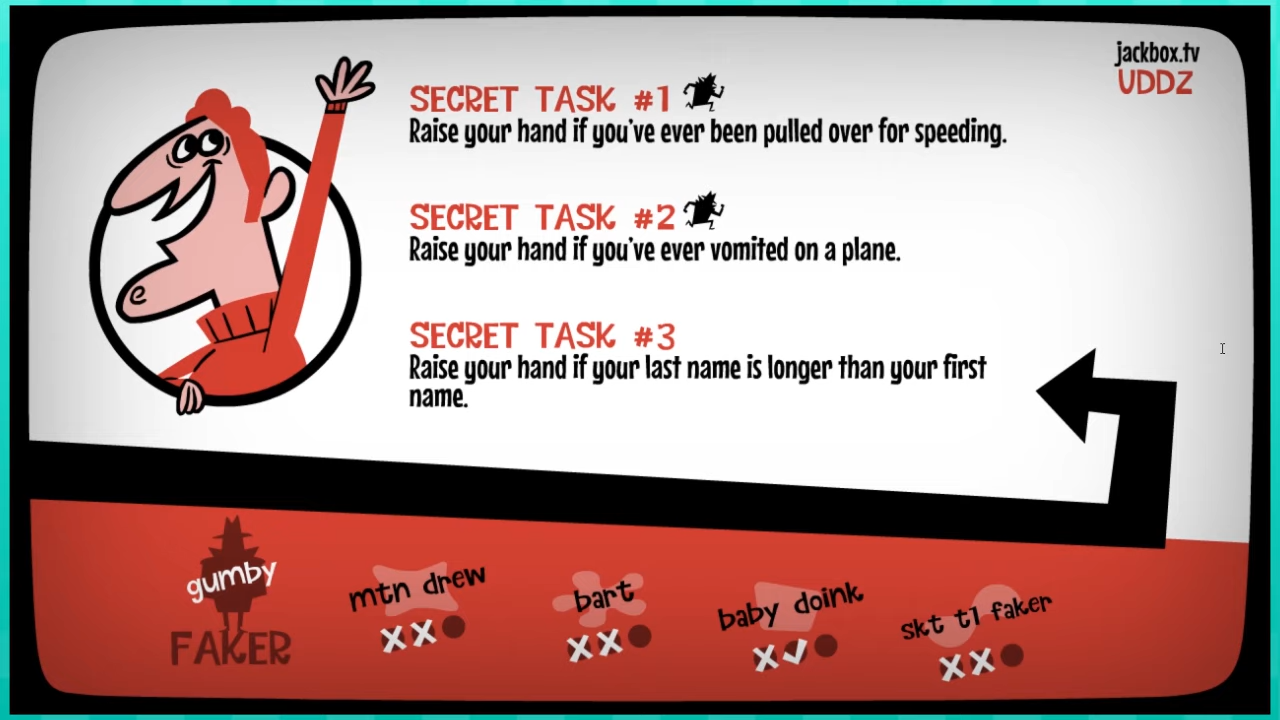 jackbox.tv
UDDZ
SECRET TASK #1
Raise your hand if you've ever been pulled over for speeding.
SECRET TASK #2
Raise your hand if you've ever vomited on a plane.
SECRET TASK #3
Raise your hand if your last name is longer than your first
name.
gumby
FAKER
mtn drew
bart
baby doink
skt t1 faker